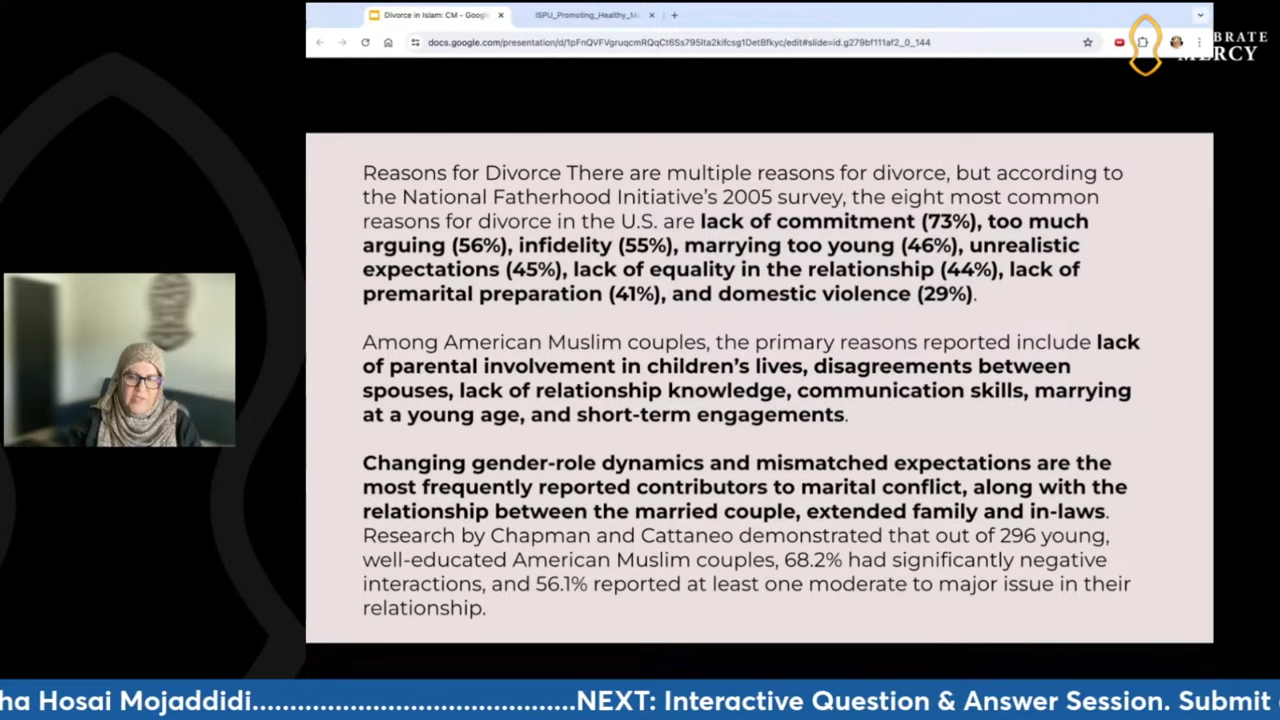 Divorce in Islam: CM - Google
ISPU_Promoting_Healthy_M
docs.google.com/presentation/d/1pFnQVFVgruqcmRQqCt6Ss795Ita2kifcsg1DetBfkyc/edit#slide=id.g279bf111af2_0_144
BRATE
MERCY
Reasons for Divorce There are multiple reasons for divorce, but according to
the National Fatherhood Initiative's 2005 survey, the eight most common
reasons for divorce in the U.S. are lack of commitment (73%), too much
arguing (56%), infidelity (55%), marrying too young (46%), unrealistic
expectations (45%), lack of equality in the relationship (44%), lack of
premarital preparation (41%), and domestic violence (29%).
Among American Muslim couples, the primary reasons reported include lack
of parental involvement in children's lives, disagreements between
spouses, lack of relationship knowledge, communication skills, marrying
at a young age, and short-term engagements.
Changing gender-role dynamics and mismatched expectations are the
most frequently reported contributors to marital conflict, along with the
relationship between the married couple, extended family and in-laws.
Research by Chapman and Cattaneo demonstrated that out of 296 young,
well-educated American Muslim couples, 68.2% had significantly negative
interactions, and 56.1% reported at least one moderate to major issue in their
relationship.
ha Hosai Mojaddidi....................................NEXT: Interactive Question & Answer Session. Submit